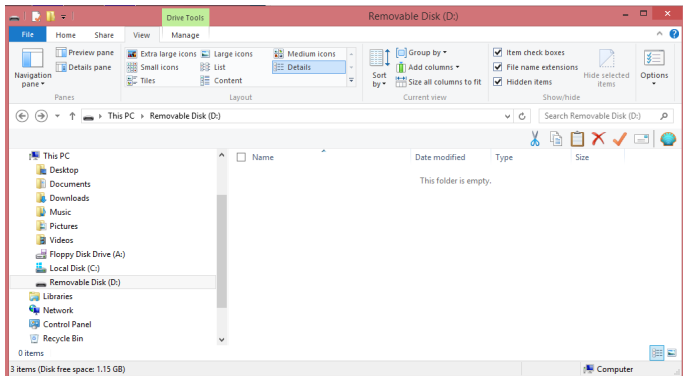 Drive Tools
Removable Disk (D:)
File Home Share View Manage
Preview pane
Details pane
Navigation pane
Panes
Extra large icons Large icons Medium icons
Small icons List Details
Tiles Content
Layout
Sort by
Group by
Add columns
Size all columns to fit
Current view
Item check boxes
File name extensions
Hidden items
Hide selected items
Show/hide
Options
This PC Removable Disk (D:)
Search Removable Disk (D:)
This PC
Desktop
Documents
Downloads
Music
Pictures
Videos
Floppy Disk Drive (A:)
Local Disk (C:)
Removable Disk (D:)
Libraries
Network
Control Panel
Recycle Bin
Name Date modified Type Size
This folder is empty.
0 items
3 items (Disk free space: 1.15 GB)
Computer